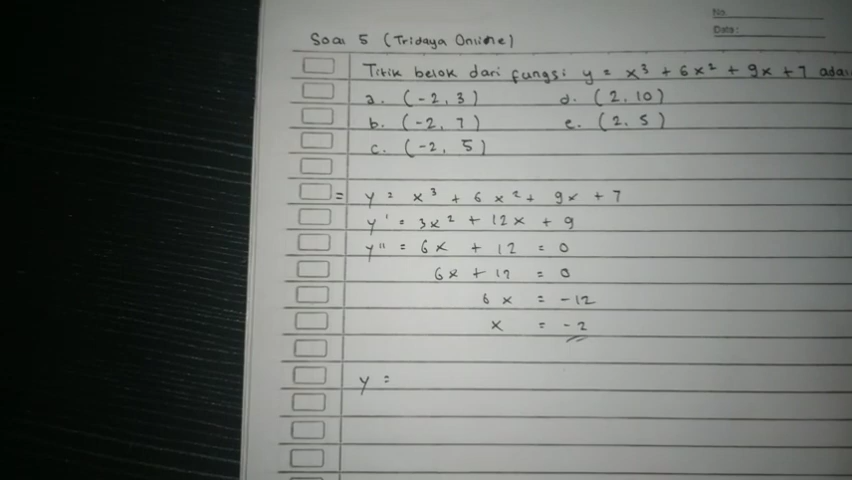 No.
Date:
Soal 5 (Tridaya Online)
Titik belok dari fungsi y = x³ + 6x² + 9x + 7
a. (-2, 3) d. (2, 10)
b. (-2, 7) e. (2, 5)
c. (-2, 5)
= y = x³ + 6x² + 9x + 7
y' = 3x² + 12x + 9
y" = 6x + 12 = 0
6x + 12 = 0
6x = -12
x = -2
y =